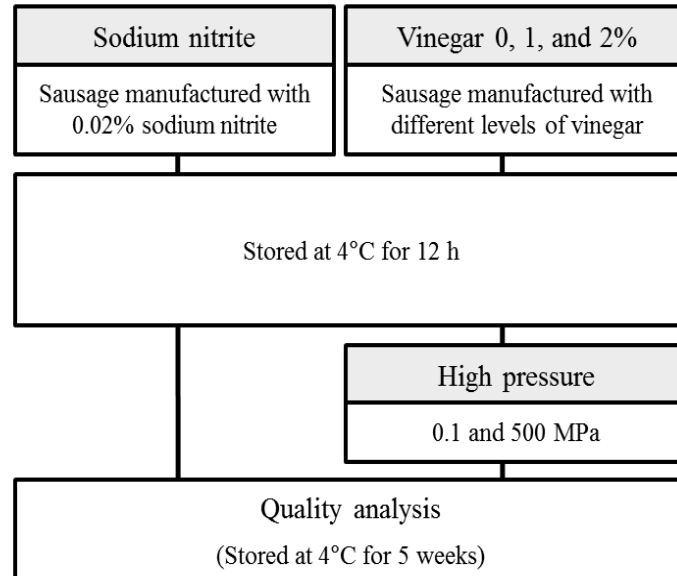 Sodium nitrite
Sausage manufactured with
0.02% sodium nitrite
Vinegar 0, 1, and 2%
Sausage manufactured with
different levels of vinegar
Stored at 4°C for 12 h
High pressure
0.1 and 500 MPa
Quality analysis
(Stored at 4°C for 5 weeks)